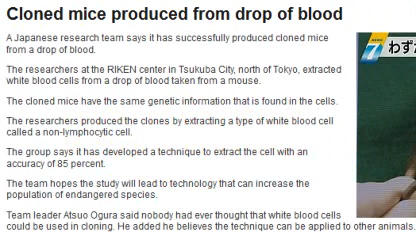 Cloned mice produced from drop of blood
A Japanese research team says it has successfully produced cloned mice
from a drop of blood.
The researchers at the RIKEN center in Tsukuba City, north of Tokyo, extracted
white blood cells from a drop of blood taken from a mouse.
The cloned mice have the same genetic information that is found in the cells.
The researchers produced the clones by extracting a type of white blood cell
called a non-lymphocytic cell.
The group says it has developed a technique to extract the cell with an
accuracy of 85 percent.
The team hopes the study will lead to technology that can increase the
population of endangered species.
Team leader Atsuo Ogura said nobody had ever thought that white blood cells
could be used in cloning. He added he believes the technique can be applied to other animals,
NEWS
7
わずか